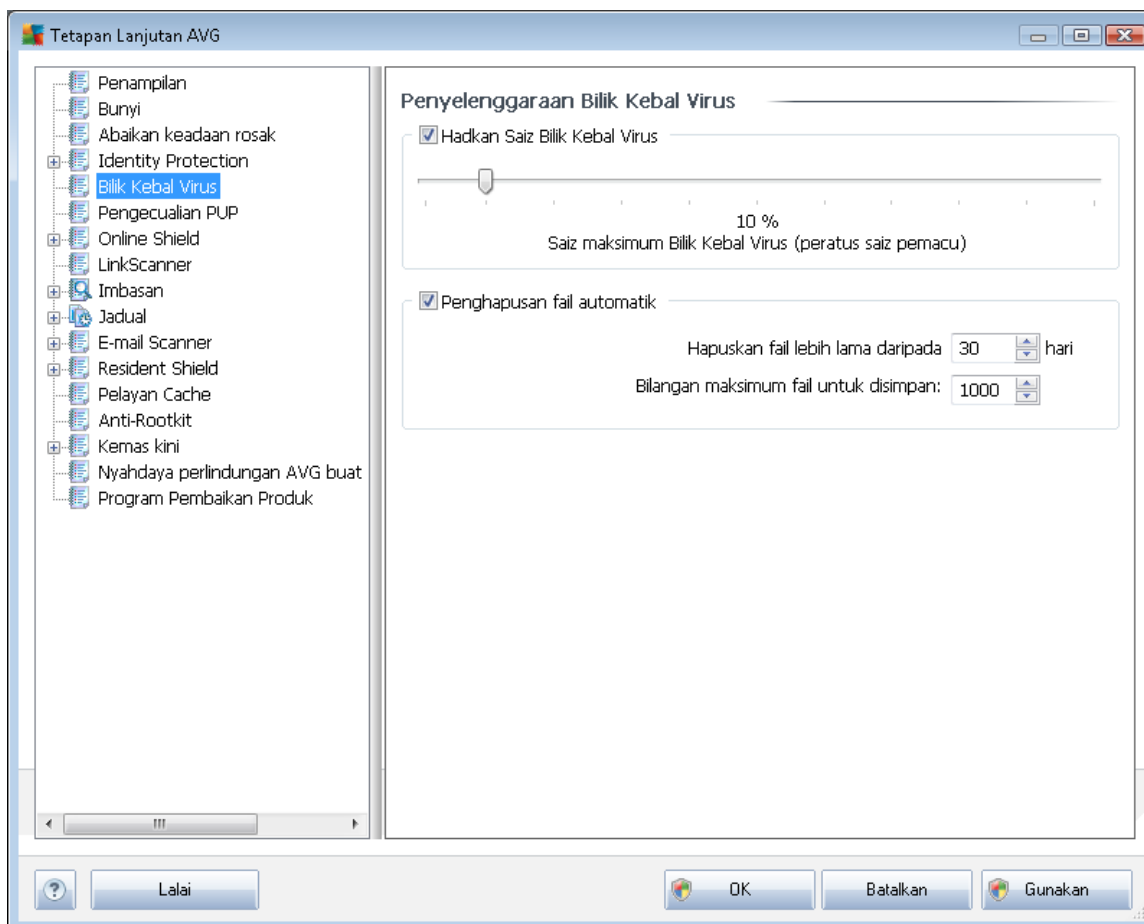 Tetapan Lanjutan AVG
Penampilan
Bunyi
Abaikan keadaan rosak
Identity Protection
Bilik Kebal Virus
Pengecualian PUP
Online Shield
LinkScanner
Imbasan
Jadual
E-mail Scanner
Resident Shield
Pelayan Cache
Anti-Rootkit
Kemas kini
Nyahdaya perlindungan AVG buat
Program Pembaikan Produk
Penyelenggaraan Bilik Kebal Virus
Hadkan Saiz Bilik Kebal Virus
10 %
Saiz maksimum Bilik Kebal Virus (peratus saiz pemacu)
Penghapusan fail automatik
Hapuskan fail lebih lama daripada 30 hari
Bilangan maksimum fail untuk disimpan: 1000
? Lalai OK Batalkan Gunakan